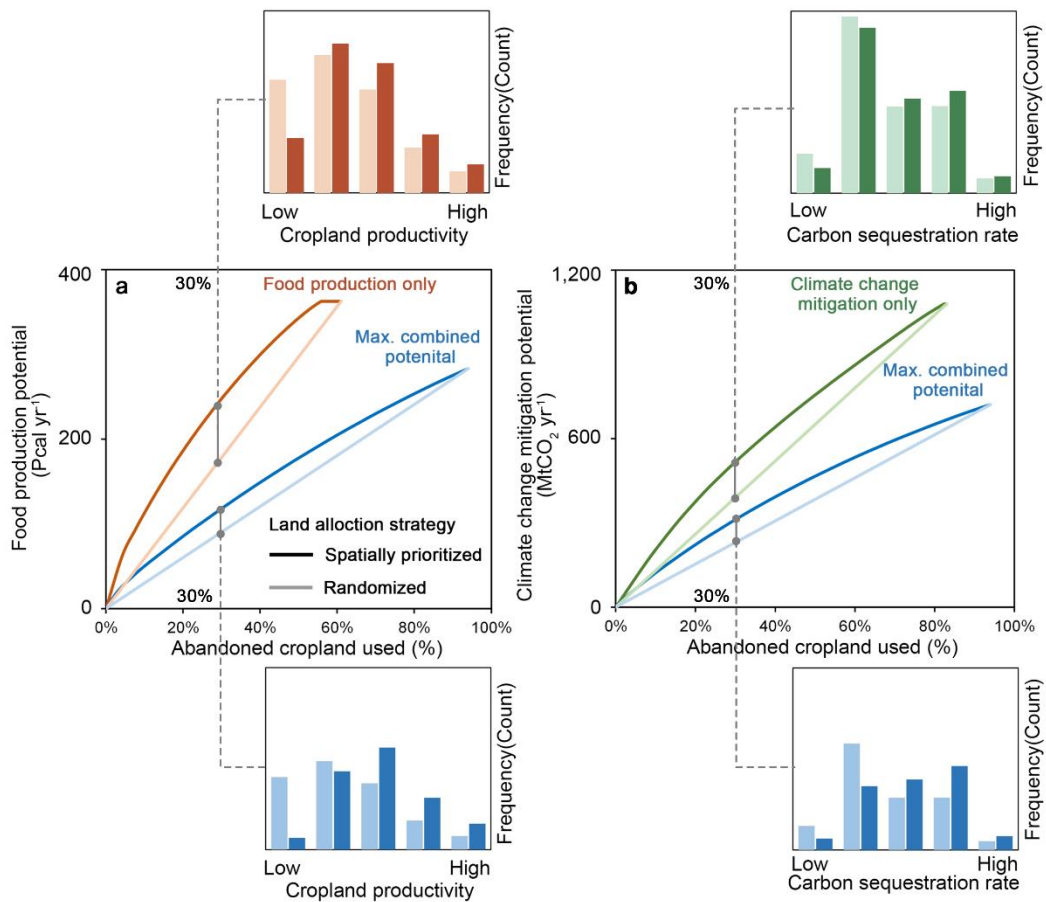 Frequency(Count)
Low
High
Cropland productivity
Frequency(Count)
Low
High
Carbon sequestration rate
a
Food production potential
(Pcal yr⁻¹)
400
200
0
30%
Food production only
Max. combined
potenital
Land alloction strategy
Spatially prioritized
Randomized
30%
0%
20%
40%
60%
80%
100%
Abandoned cropland used (%)
b
Climate change mitigation potential
(MtCO₂ yr⁻¹)
1,200
600
0
30%
Climate change
mitigation only
Max. combined
potenital
30%
0%
20%
40%
60%
80%
100%
Abandoned cropland used (%)
Frequency(Count)
Low
High
Cropland productivity
Frequency(Count)
Low
High
Carbon sequestration rate